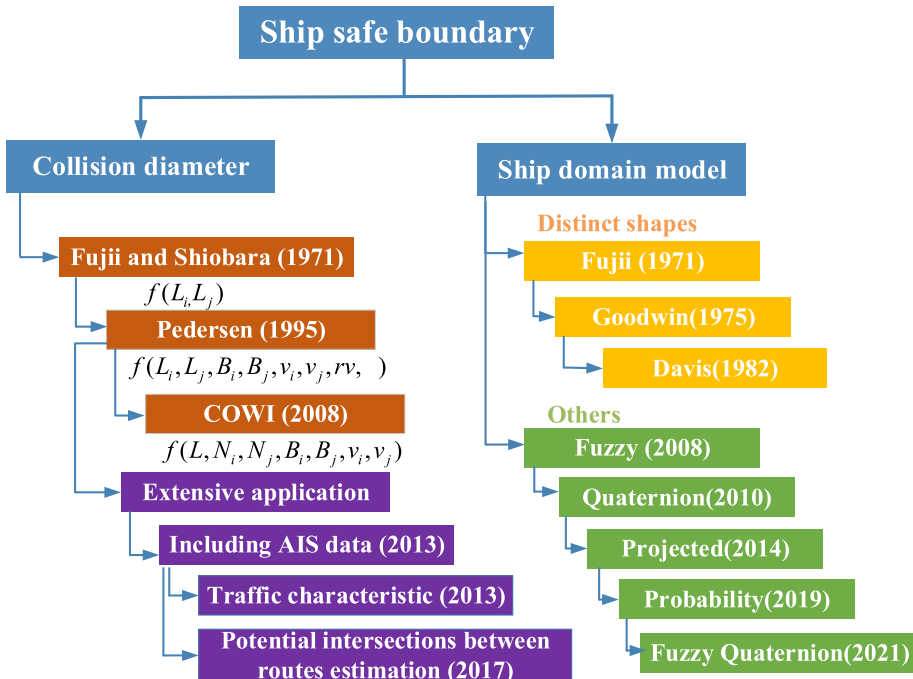 Ship safe boundary
Collision diameter
Fujii and Shiobara (1971)
f(L_i,L_j)
Pedersen (1995)
f(L_i,L_j,B_i,B_j,v_i,v_j,rv, )
COWI (2008)
f(L,N_i,N_j,B_i,B_j,v_i,v_j)
Extensive application
Including AIS data (2013)
Traffic characteristic (2013)
Potential intersections between
routes estimation (2017)
Ship domain model
Distinct shapes
Fujii (1971)
Goodwin(1975)
Davis(1982)
Others
Fuzzy (2008)
Quaternion(2010)
Projected(2014)
Probability(2019)
Fuzzy Quaternion(2021)